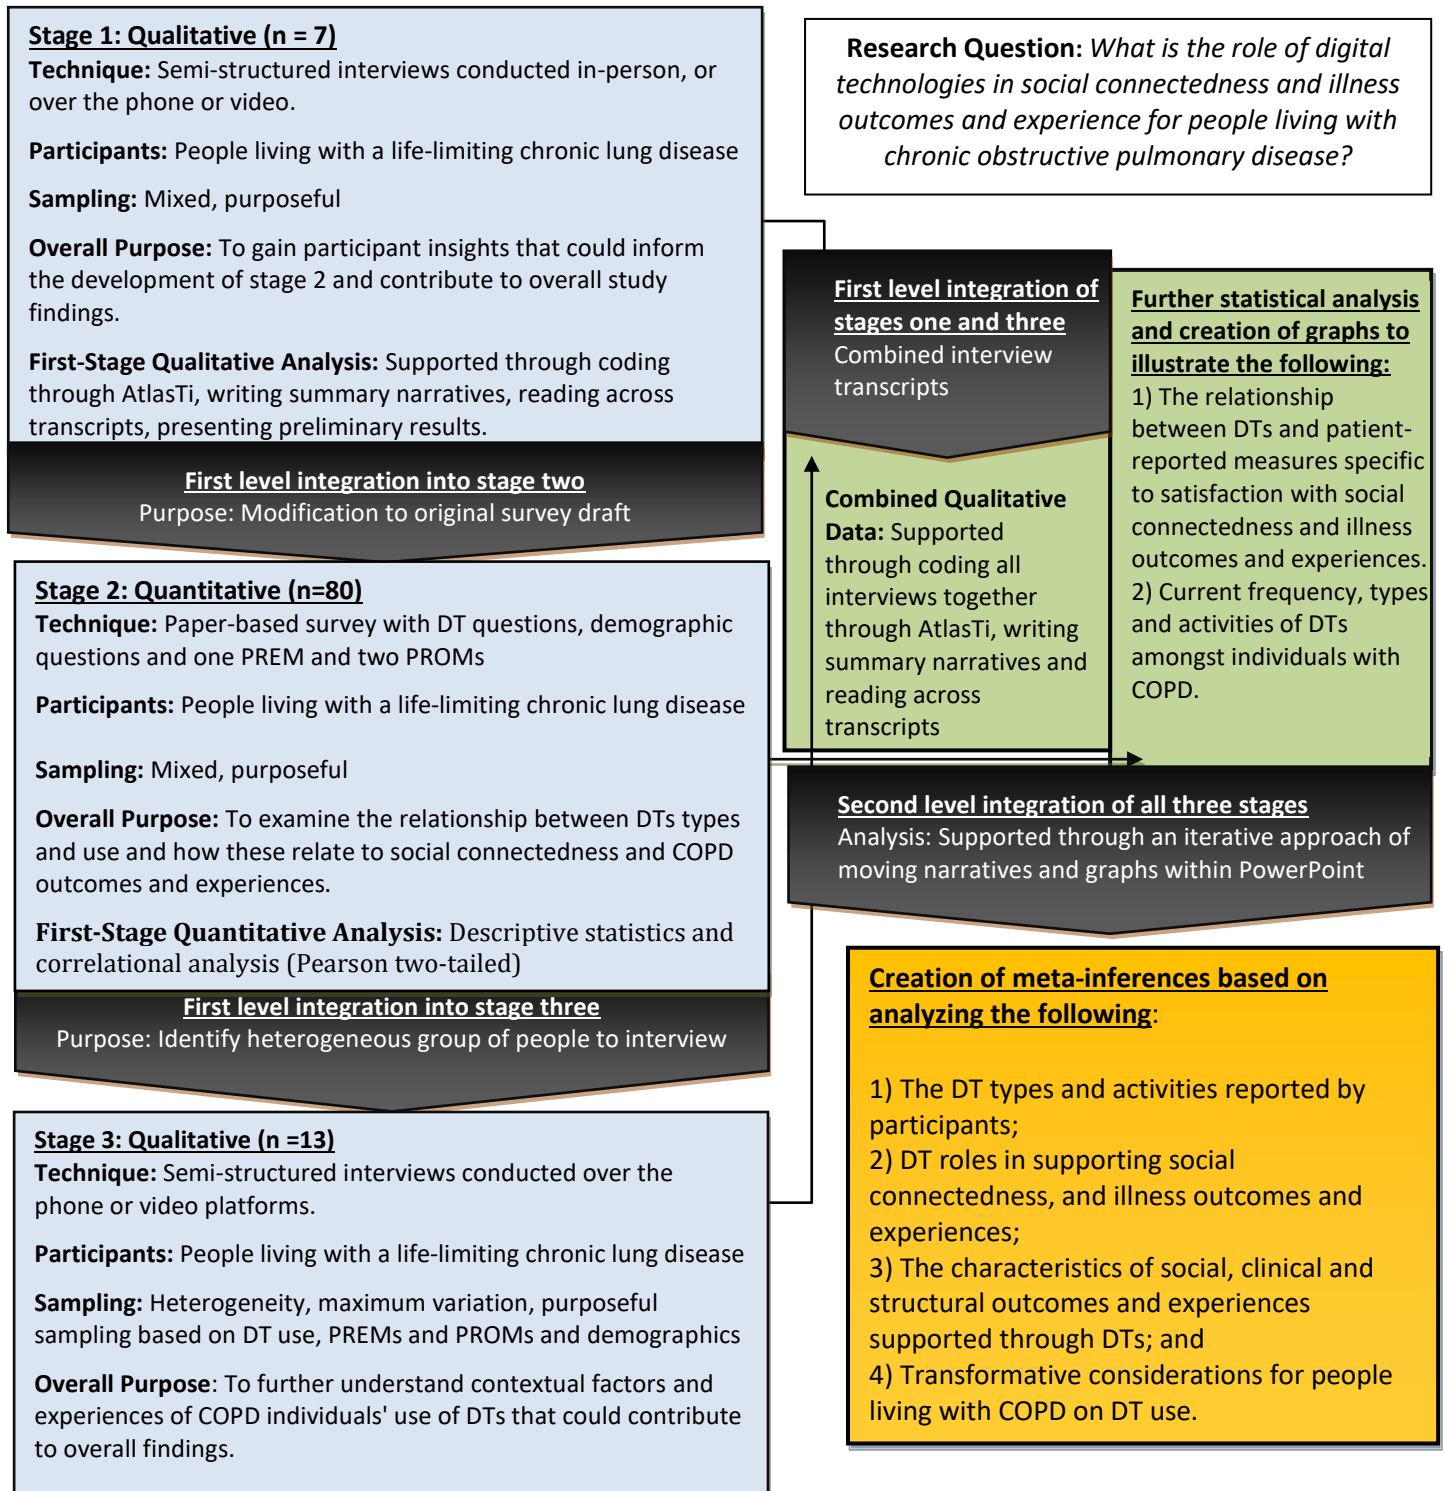 Stage 1: Qualitative (n = 7)
Technique: Semi-structured interviews conducted in-person, or
over the phone or video.
Participants: People living with a life-limiting chronic lung disease
Sampling: Mixed, purposeful
Overall Purpose: To gain participant insights that could inform
the development of stage 2 and contribute to overall study
findings.
First-Stage Qualitative Analysis: Supported through coding
through AtlasTi, writing summary narratives, reading across
transcripts, presenting preliminary results.
First level integration into stage two
Purpose: Modification to original survey draft
Stage 2: Quantitative (n=80)
Technique: Paper-based survey with DT questions, demographic
questions and one PREM and two PROMs
Participants: People living with a life-limiting chronic lung disease
Sampling: Mixed, purposeful
Overall Purpose: To examine the relationship between DTs types
and use and how these relate to social connectedness and COPD
outcomes and experiences.
First-Stage Quantitative Analysis: Descriptive statistics and
correlational analysis (Pearson two-tailed)
First level integration into stage three
Purpose: Identify heterogeneous group of people to interview
Stage 3: Qualitative (n =13)
Technique: Semi-structured interviews conducted over the
phone or video platforms.
Participants: People living with a life-limiting chronic lung disease
Sampling: Heterogeneity, maximum variation, purposeful
sampling based on DT use, PREMs and PROMs and demographics
Overall Purpose: To further understand contextual factors and
experiences of COPD individuals' use of DTs that could contribute
to overall findings.
Research Question: What is the role of digital
technologies in social connectedness and illness
outcomes and experience for people living with
chronic obstructive pulmonary disease?
First level integration of
stages one and three
Combined interview
transcripts
Combined Qualitative
Data: Supported
through coding all
interviews together
through AtlasTi, writing
summary narratives and
reading across
transcripts
Further statistical analysis
and creation of graphs to
illustrate the following:
1) The relationship
between DTs and patient-
reported measures specific
to satisfaction with social
connectedness and illness
outcomes and experiences.
2) Current frequency, types
and activities of DTs
amongst individuals with
COPD.
Second level integration of all three stages
Analysis: Supported through an iterative approach of
moving narratives and graphs within PowerPoint
Creation of meta-inferences based on
analyzing the following:
1) The DT types and activities reported by
participants;
2) DT roles in supporting social
connectedness, and illness outcomes and
experiences;
3) The characteristics of social, clinical and
structural outcomes and experiences
supported through DTs; and
4) Transformative considerations for people
living with COPD on DT use.